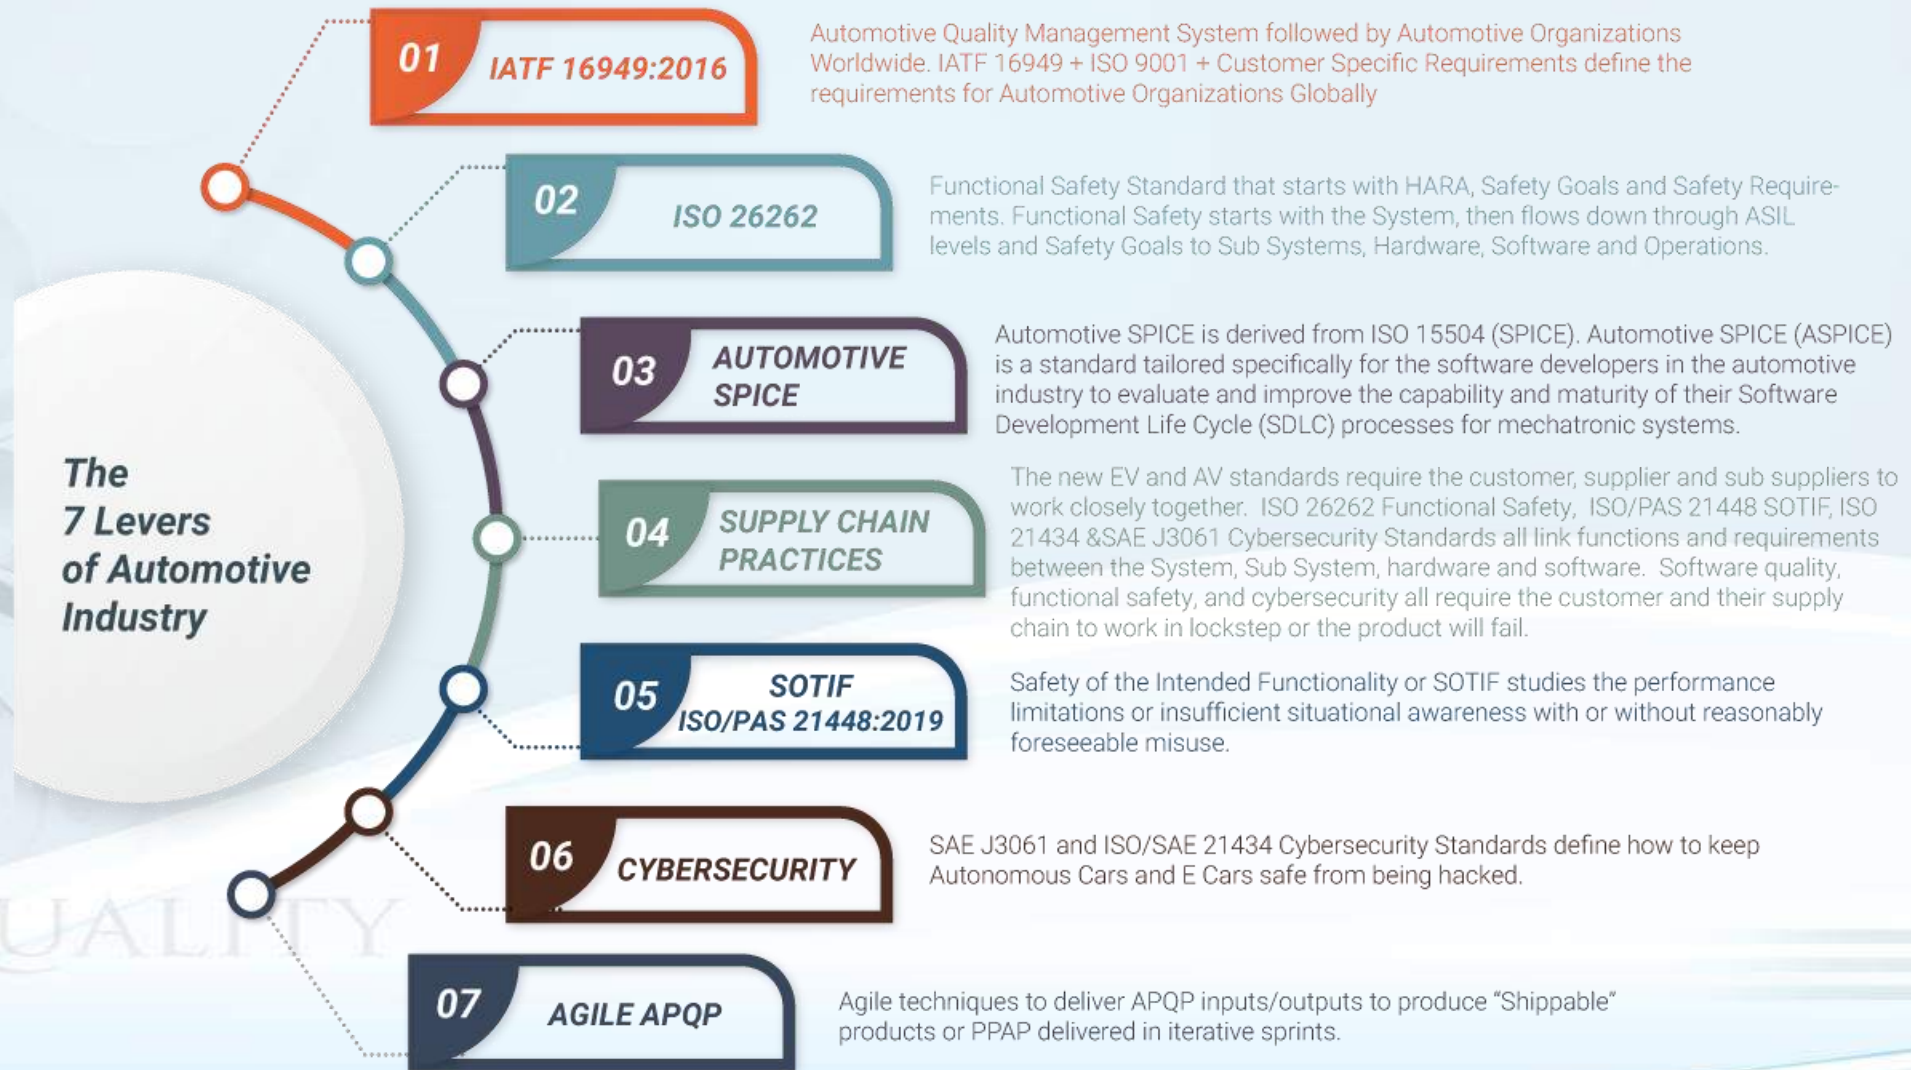 The
7 Levers
of Automotive
Industry
01
IATF 16949:2016
Automotive Quality Management System followed by Automotive Organizations
Worldwide. IATF 16949 + ISO 9001 + Customer Specific Requirements define the
requirements for Automotive Organizations Globally
02
ISO 26262
Functional Safety Standard that starts with HARA, Safety Goals and Safety Require-
ments. Functional Safety starts with the System, then flows down through ASIL
levels and Safety Goals to Sub Systems, Hardware, Software and Operations.
03
AUTOMOTIVE
SPICE
Automotive SPICE is derived from ISO 15504 (SPICE). Automotive SPICE (ASPICE)
is a standard tailored specifically for the software developers in the automotive
industry to evaluate and improve the capability and maturity of their Software
Development Life Cycle (SDLC) processes for mechatronic systems.
04
SUPPLY CHAIN
PRACTICES
The new EV and AV standards require the customer, supplier and sub suppliers to
work closely together. ISO 26262 Functional Safety, ISO/PAS 21448 SOTIF, ISO
21434 &SAE J3061 Cybersecurity Standards all link functions and requirements
between the System, Sub System, hardware and software. Software quality,
functional safety, and cybersecurity all require the customer and their supply
chain to work in lockstep or the product will fail.
05
SOTIF
ISO/PAS 21448:2019
Safety of the Intended Functionality or SOTIF studies the performance
limitations or insufficient situational awareness with or without reasonably
foreseeable misuse.
06
CYBERSECURITY
SAE J3061 and ISO/SAE 21434 Cybersecurity Standards define how to keep
Autonomous Cars and E Cars safe from being hacked.
UALITY
07
AGILE APQP
Agile techniques to deliver APQP inputs/outputs to produce “Shippable”
products or PPAP delivered in iterative sprints.